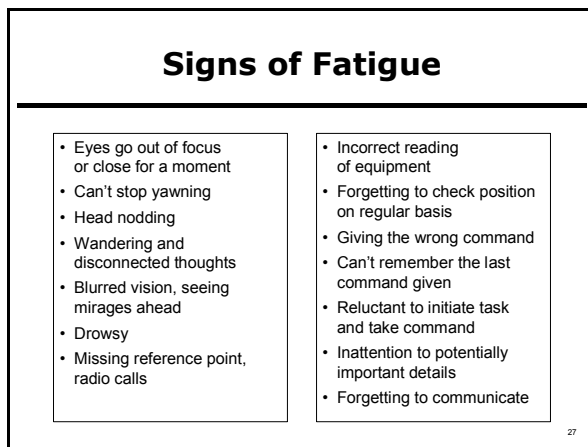 Signs of Fatigue
• Eyes go out of focus
or close for a moment
• Can't stop yawning
• Head nodding
• Wandering and
disconnected thoughts
• Blurred vision, seeing
mirages ahead
• Drowsy
• Missing reference point,
radio calls
• Incorrect reading
of equipment
• Forgetting to check position
on regular basis
• Giving the wrong command
• Can't remember the last
command given
• Reluctant to initiate task
and take command
• Inattention to potentially
important details
• Forgetting to communicate
27